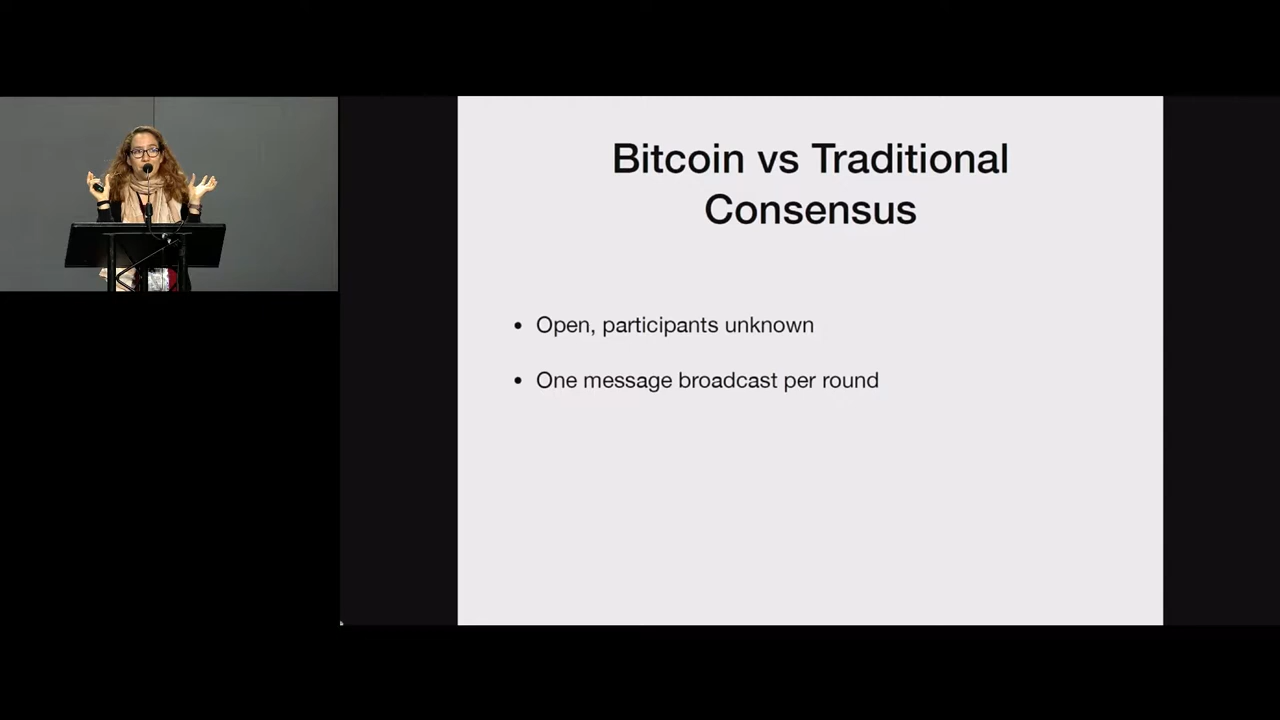 Bitcoin vs Traditional
Consensus
• Open, participants unknown
• One message broadcast per round